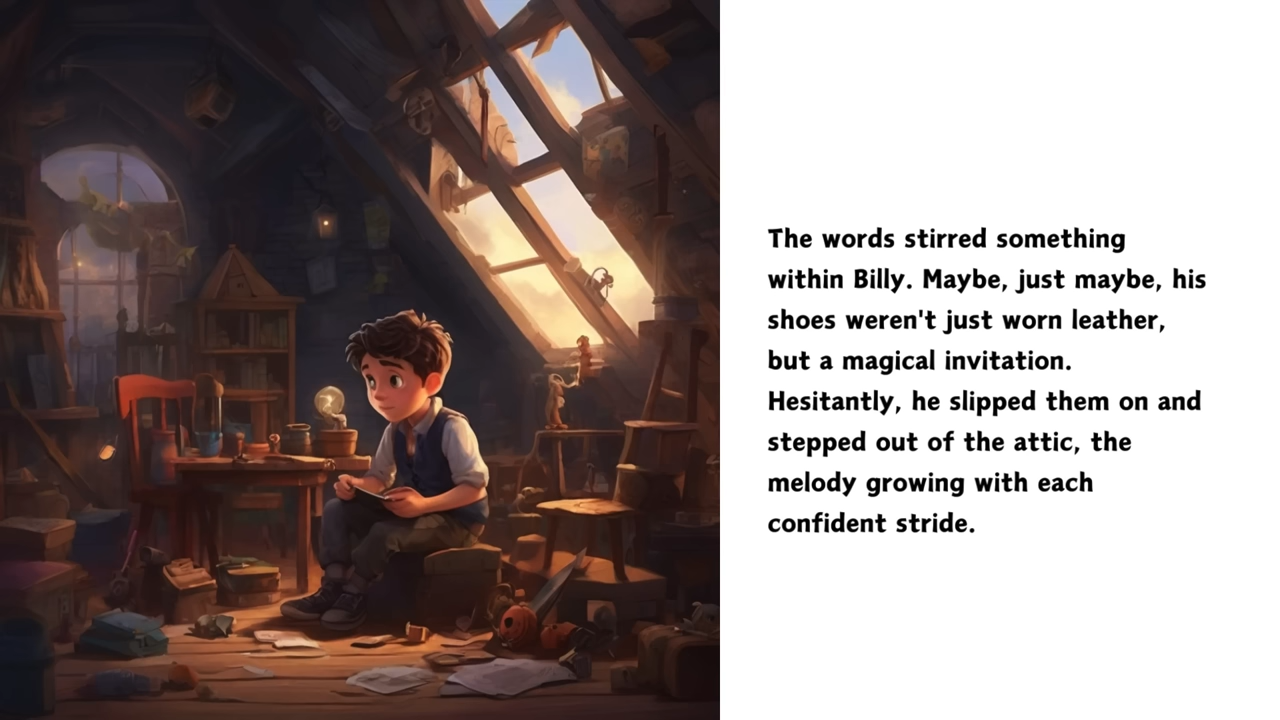 The words stirred something
within Billy. Maybe, just maybe, his
shoes weren't just worn leather,
but a magical invitation.
Hesitantly, he slipped them on and
stepped out of the attic, the
melody growing with each
confident stride.